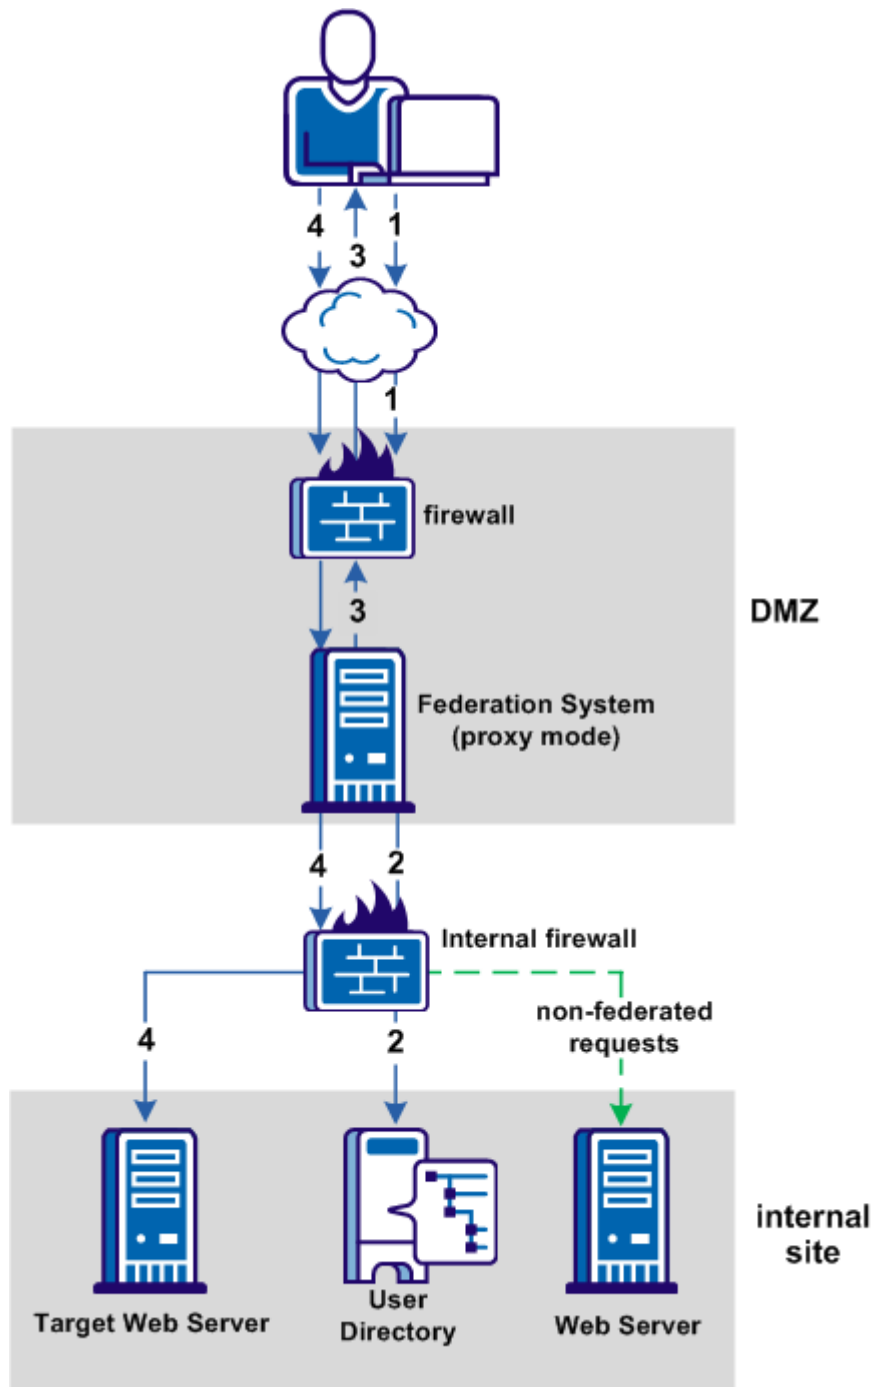 4
3
1
1
firewall
3
DMZ
Federation System
(proxy mode)
4
2
Internal firewall
non-federated
requests
4
2
internal
site
Target Web Server
User
Directory
Web Server